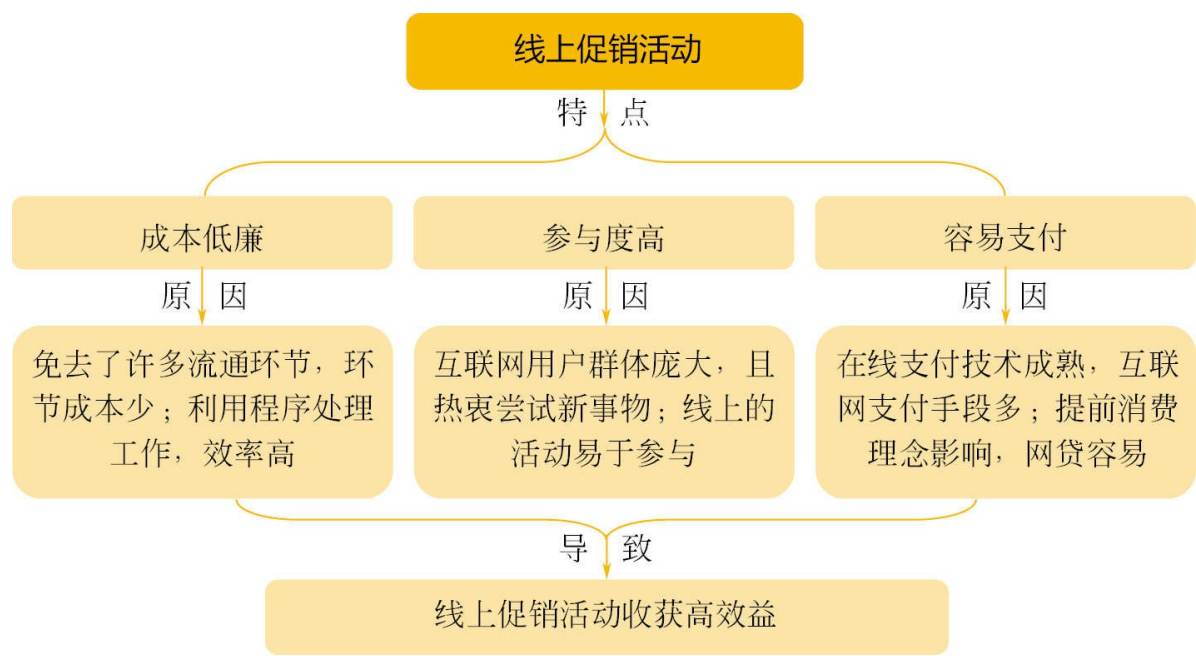 线上促销活动
特点
成本低廉
参与度高
容易支付
原因
原因
原因
免去了许多流通环节，环
节成本少；利用程序处理
工作，效率高
互联网用户群体庞大，且
热衷尝试新事物；线上的
活动易于参与
在线支付技术成熟，互联
网支付手段多；提前消费
理念影响，网贷容易
导致
线上促销活动收获高效益